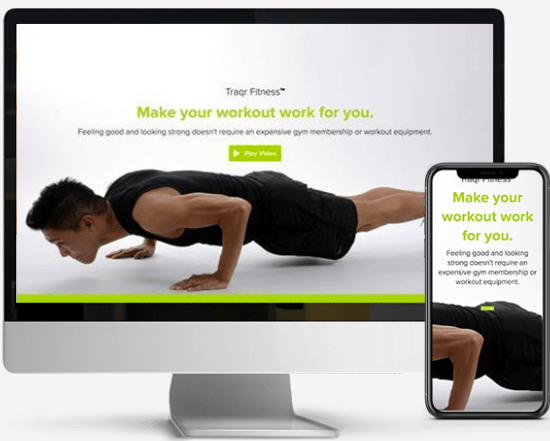 Traqr Fitness™
Make your workout work for you.
Feeling good and looking strong doesn't require an expensive gym membership or workout equipment.
Play Video
Traqr Fitness
Make your
workout work
for you.
Feeling good and looking
strong doesn't require an
expensive gym membership or
workout equipment.